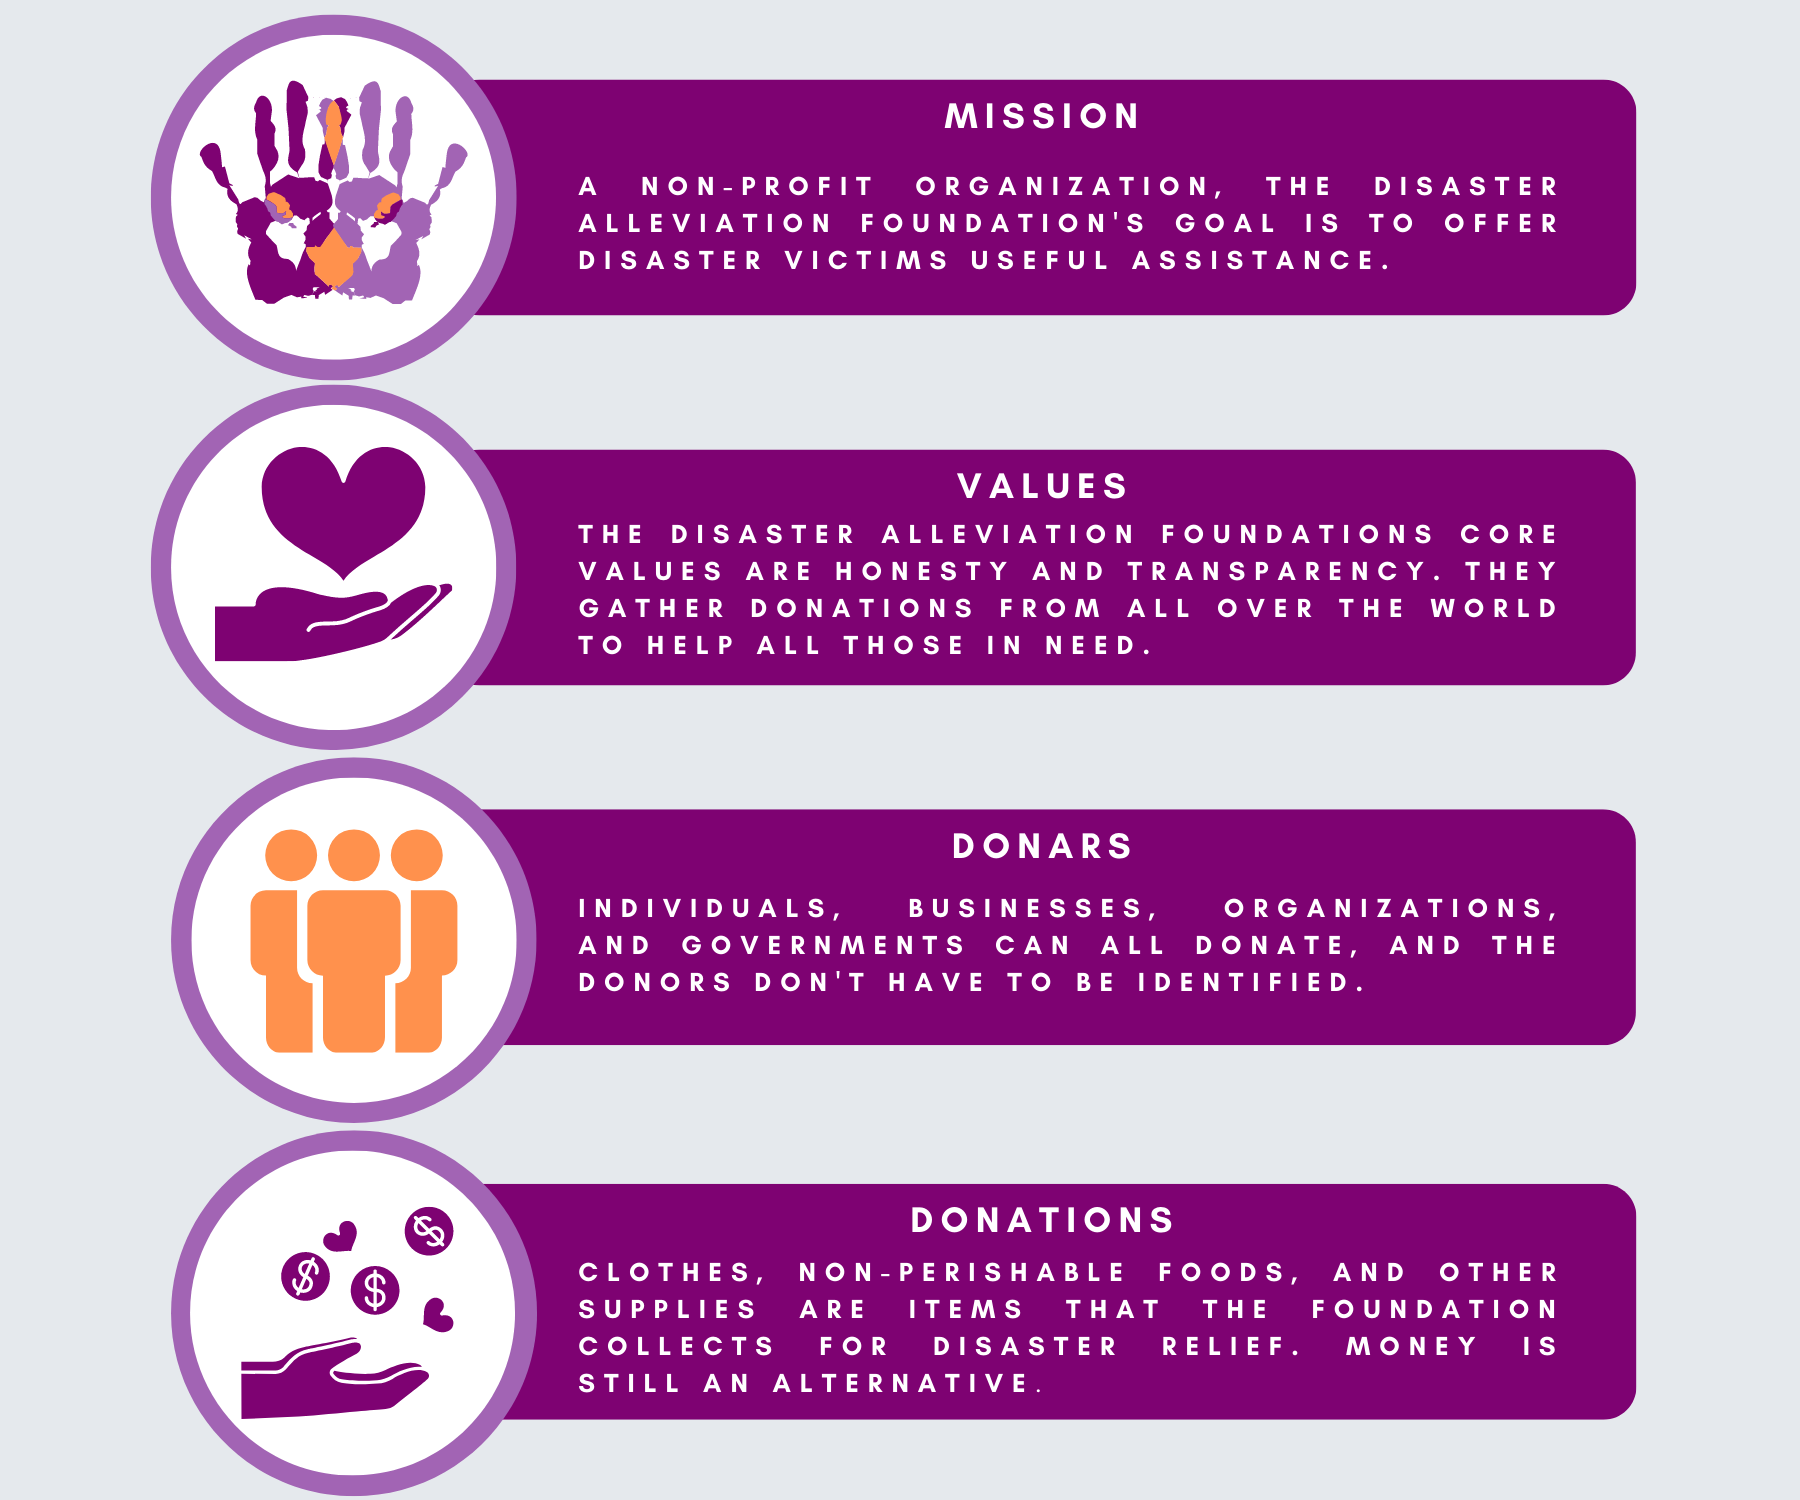 MISSION
A NON-PROFIT ORGANIZATION, THE DISASTER
ALLEVIATION FOUNDATION'S GOAL IS TO OFFER
DISASTER VICTIMS USEFUL ASSISTANCE.
VALUES
THE DISASTER ALLEVIATION FOUNDATIONS CORE
VALUES ARE HONESTY AND TRANSPARENCY. THEY
GATHER DONATIONS FROM ALL OVER THE WORLD
TO HELP ALL THOSE IN NEED.
DONARS
INDIVIDUALS, BUSINESSES, ORGANIZATIONS,
AND GOVERNMENTS CAN ALL DONATE, AND THE
DONORS DON'T HAVE TO BE IDENTIFIED.
DONATIONS
CLOTHES, NON-PERISHABLE FOODS, AND OTHER
SUPPLIES ARE ITEMS THAT THE FOUNDATION
COLLECTS FOR DISASTER RELIEF. MONEY IS
STILL AN ALTERNATIVE.